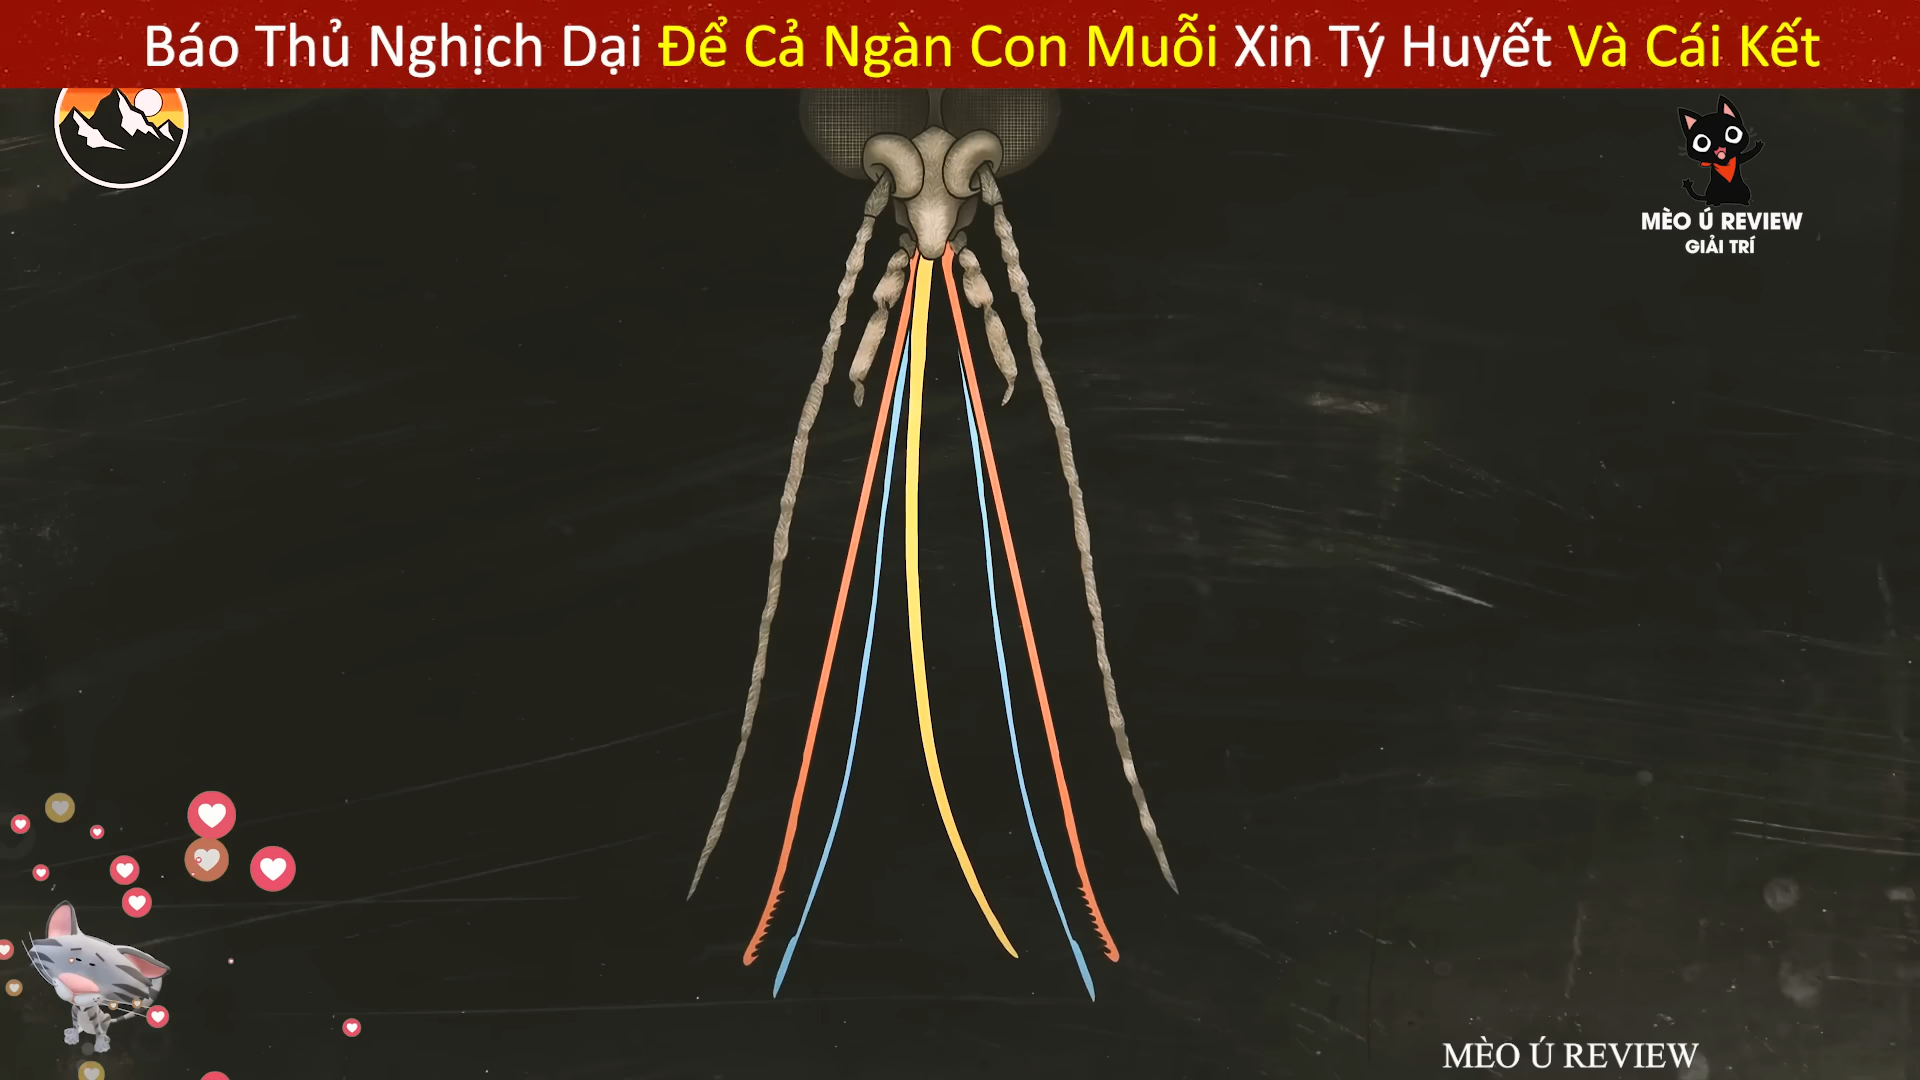 Báo Thủ Nghịch Dại Để Cả Ngàn Con Muỗi Xin Tý Huyết Và Cái Kết
MÈO Ú REVIEW
GIẢI TRÍ
MÈO Ú REVIEW